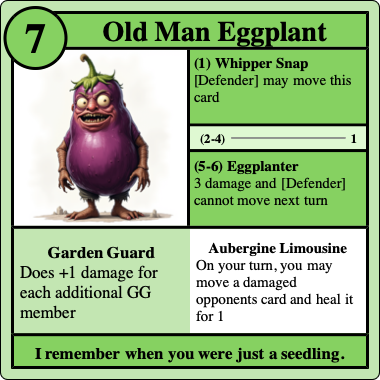 7
Old Man Eggplant
(1) Whipper Snap
[Defender] may move this
card
(2-4) 1
(5-6) Eggplanter
3 damage and [Defender]
cannot move next turn
Garden Guard
Does +1 damage for
each additional GG
member
Aubergine Limousine
On your turn, you may
move a damaged
opponents card and heal it
for 1
I remember when you were just a seedling.